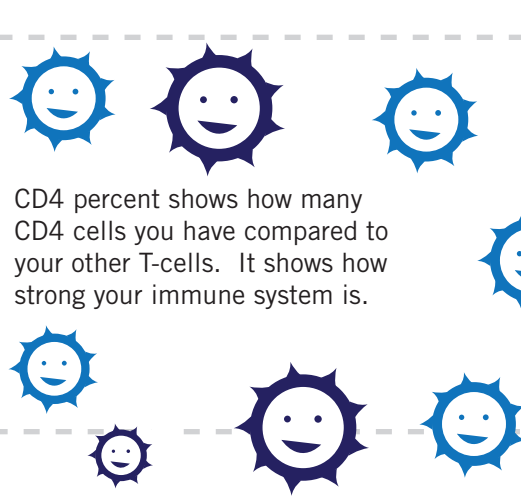 CD4 percent shows how many
CD4 cells you have compared to
your other T-cells.  It shows how
strong your immune system is.